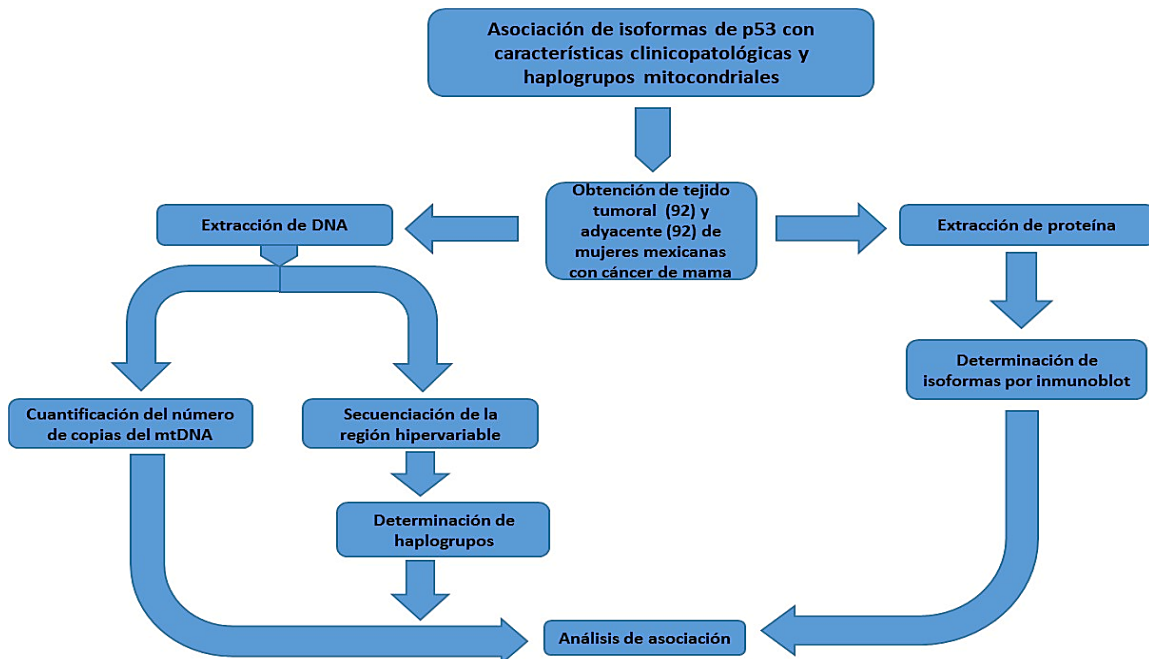 Asociación de isoformas de p53 con
características clinicopatológicas y
haplogrupos mitocondriales
Obtención de tejido
tumoral (92) y
adyacente (92) de
mujeres mexicanas
con cáncer de mama
Extracción de DNA
Extracción de proteína
Cuantificación del número
de copias del mtDNA
Secuenciación de la
región hipervariable
Determinación de
isoformas por inmunoblot
Determinación de
haplogrupos
Análisis de asociación